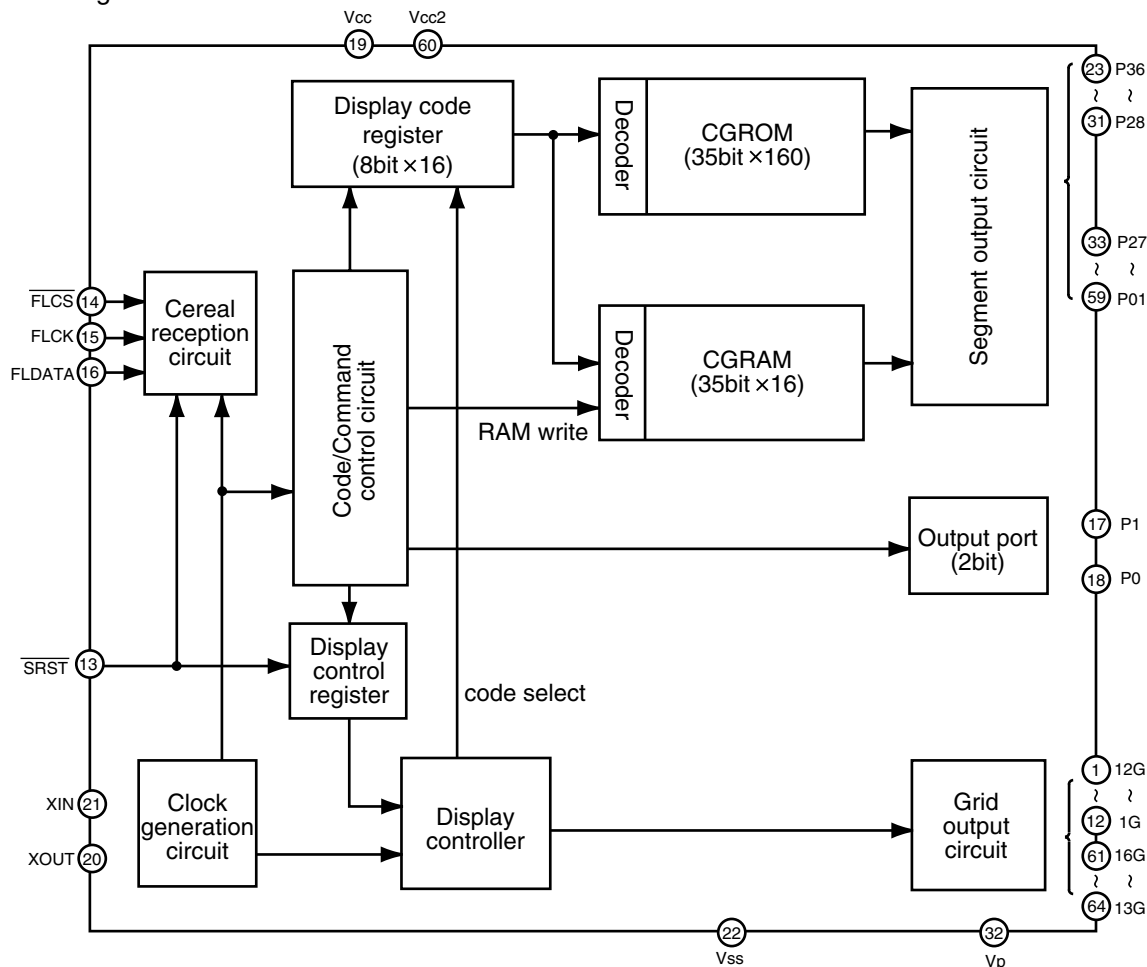 Vcc
Vcc2
19
60
Display code
register
(8bit ×16)
Decoder
CGROM
(35bit ×160)
Segment output circuit
23 P36
~ ~
31 P28
33 P27
~ ~
59 P01
FLCS 14
FLCK 15
FLDATA 16
Cereal
reception
circuit
Code/Command
control circuit
Decoder
CGRAM
(35bit ×16)
RAM write
Output port
(2bit)
17 P1
18 P0
SRST 13
Display
control
register
code select
XIN 21
XOUT 20
Clock
generation
circuit
Display
controller
Grid
output
circuit
1 12G
~ ~
12 1G
61 16G
~ ~
64 13G
22
Vss
32
Vp